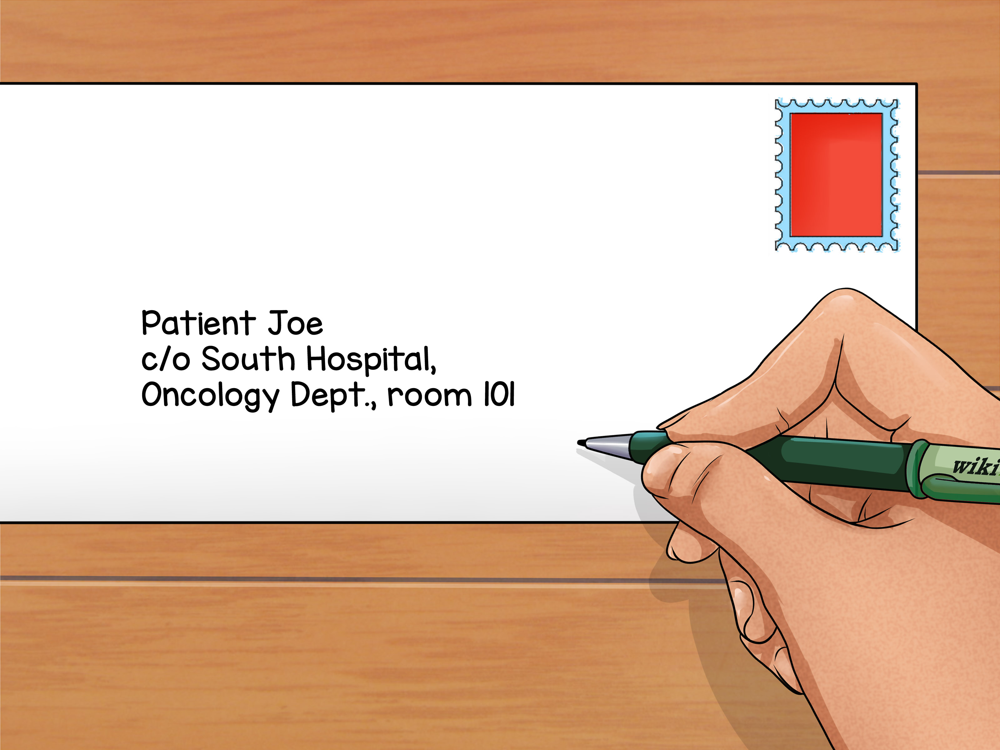 Patient Joe
c/o South Hospital,
Oncology Dept., room 101
wiki